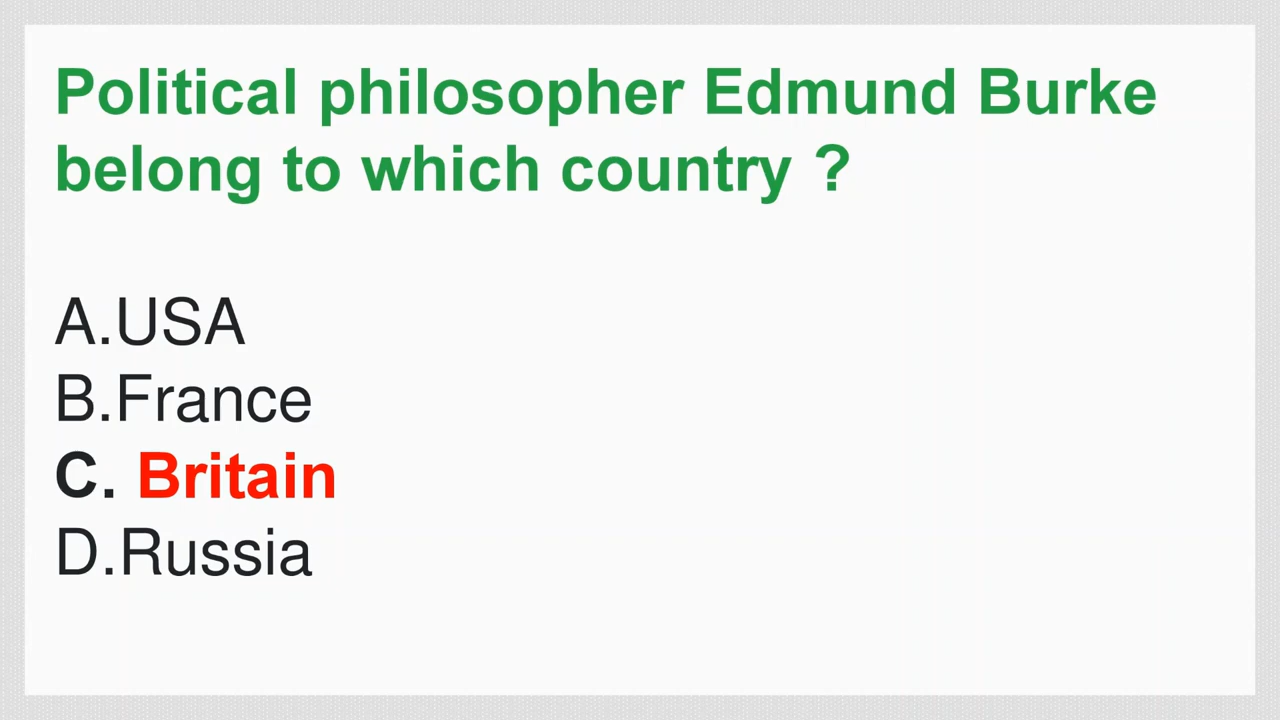 Political philosopher Edmund Burke
belong to which country ?
A.USA
B.France
C. Britain
D.Russia